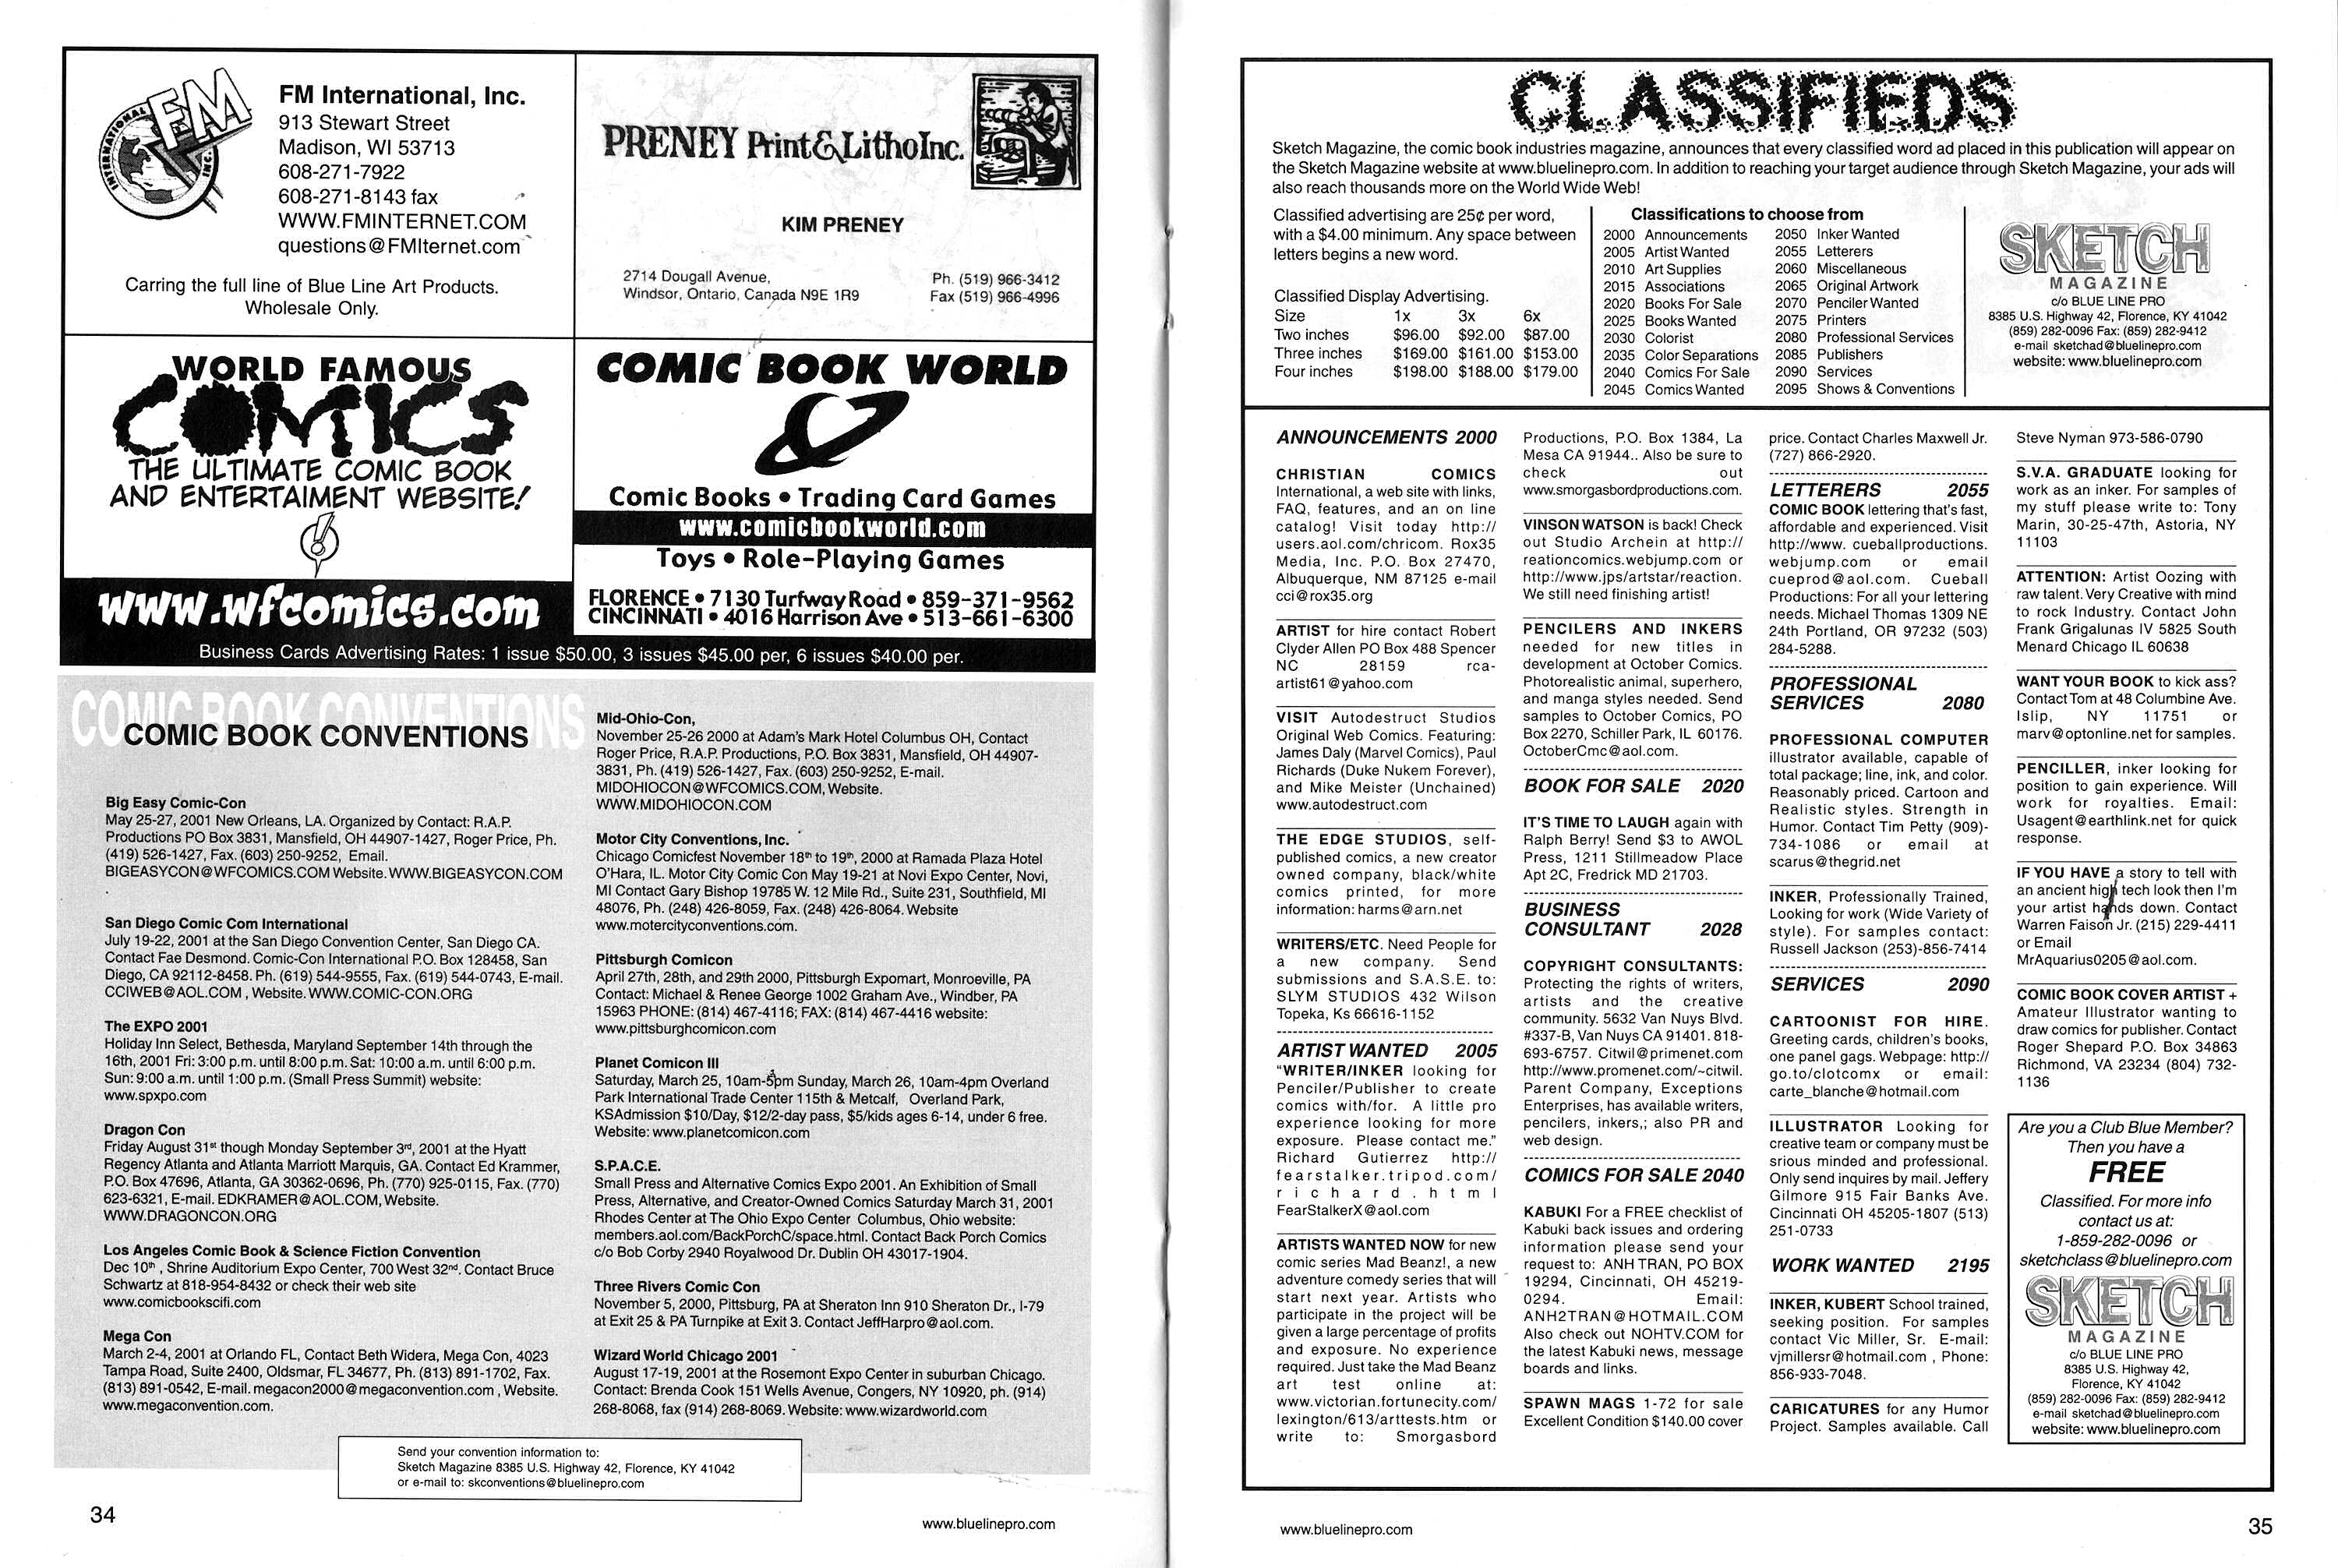 INTERNATIONAL
FM
INC.
FM International, Inc.
913 Stewart Street
Madison, WI 53713
608-271-7922
608-271-8143 fax
WWW.FMINTERNET.COM
questions@FMIternet.com
Carring the full line of Blue Line Art Products.
Wholesale Only.
PRENEY Print&Litho Inc.
KIM PRENEY
2714 Dougall Avenue,
Windsor, Ontario, Canada N9E 1R9
Ph. (519) 966-3412
Fax (519) 966-4996
WORLD FAMOUS
COMICS
THE ULTIMATE COMIC BOOK
AND ENTERTAIMENT WEBSITE!
www.wfcomics.com
COMIC BOOK WORLD
Comic Books • Trading Card Games
www.comicbookworld.com
Toys • Role-Playing Games
FLORENCE • 7130 Turfway Road • 859-371-9562
CINCINNATI • 4016 Harrison Ave • 513-661-6300
Business Cards Advertising Rates: 1 issue $50.00, 3 issues $45.00 per, 6 issues $40.00 per.
COMIC BOOK CONVENTIONS
COMIC BOOK CONVENTIONS
Big Easy Comic-Con
May 25-27, 2001 New Orleans, LA. Organized by Contact: R.A.P.
Productions PO Box 3831, Mansfield, OH 44907-1427, Roger Price, Ph.
(419) 526-1427, Fax. (603) 250-9252, Email.
BIGEASYCON@WFCOMICS.COM Website. WWW.BIGEASYCON.COM
.
San Diego Comic Com International
July 19-22, 2001 at the San Diego Convention Center, San Diego CA.
Contact Fae Desmond. Comic-Con International P.O. Box 128458, San
Diego, CA 92112-8458. Ph. (619) 544-9555, Fax. (619) 544-0743, E-mail.
CCIWEB@AOL.COM , Website. WWW.COMIC-CON.ORG
The EXPO 2001
Holiday Inn Select, Bethesda, Maryland September 14th through the
16th, 2001 Fri: 3:00 p.m. until 8:00 p.m. Sat: 10:00 a.m. until 6:00 p.m.
Sun: 9:00 a.m. until 1:00 p.m. (Small Press Summit) website:
www.spxpo.com
Dragon Con
Friday August 31st though Monday September 3rd, 2001 at the Hyatt
Regency Atlanta and Atlanta Marriott Marquis, GA. Contact Ed Krammer,
P.O. Box 47696, Atlanta, GA 30362-0696, Ph. (770) 925-0115, Fax. (770)
623-6321, E-mail. EDKRAMER@AOL.COM, Website.
WWW.DRAGONCON.ORG
Los Angeles Comic Book & Science Fiction Convention
Dec 10th , Shrine Auditorium Expo Center, 700 West 32nd. Contact Bruce
Schwartz at 818-954-8432 or check their web site
www.comicbookscifi.com
Mega Con
March 2-4, 2001 at Orlando FL, Contact Beth Widera, Mega Con, 4023
Tampa Road, Suite 2400, Oldsmar, FL 34677, Ph. (813) 891-1702, Fax.
(813) 891-0542, E-mail. megacon2000@megaconvention.com , Website.
www.megaconvention.com.
Mid-Ohio-Con,
November 25-26 2000 at Adam's Mark Hotel Columbus OH, Contact
Roger Price, R.A.P. Productions, P.O. Box 3831, Mansfield, OH 44907-
3831, Ph. (419) 526-1427, Fax. (603) 250-9252, E-mail.
MIDOHIOCON@WFCOMICS.COM, Website.
WWW.MIDOHIOCON.COM
Motor City Conventions, Inc.
Chicago Comicfest November 18th to 19th, 2000 at Ramada Plaza Hotel
O'Hara, IL. Motor City Comic Con May 19-21 at Novi Expo Center, Novi,
MI Contact Gary Bishop 19785 W. 12 Mile Rd., Suite 231, Southfield, MI
48076, Ph. (248) 426-8059, Fax. (248) 426-8064. Website
www.motercityconventions.com.
Pittsburgh Comicon
April 27th, 28th, and 29th 2000, Pittsburgh Expomart, Monroeville, PA
Contact: Michael & Renee George 1002 Graham Ave., Windber, PA
15963 PHONE: (814) 467-4116; FAX: (814) 467-4416 website:
www.pittsburghcomicon.com
Planet Comicon III
Saturday, March 25, 10am-5pm Sunday, March 26, 10am-4pm Overland
Park International Trade Center 115th & Metcalf, Overland Park,
KSAdmission $10/Day, $12/2-day pass, $5/kids ages 6-14, under 6 free.
Website: www.planetcomicon.com
S.P.A.C.E.
Small Press and Alternative Comics Expo 2001. An Exhibition of Small
Press, Alternative, and Creator-Owned Comics Saturday March 31, 2001
Rhodes Center at The Ohio Expo Center Columbus, Ohio website:
members.aol.com/BackPorchC/space.html. Contact Back Porch Comics
c/o Bob Corby 2940 Royalwood Dr. Dublin OH 43017-1904.
Three Rivers Comic Con
November 5, 2000, Pittsburg, PA at Sheraton Inn 910 Sheraton Dr., I-79
at Exit 25 & PA Turnpike at Exit 3. Contact JeffHarpro@aol.com.
Wizard World Chicago 2001
August 17-19, 2001 at the Rosemont Expo Center in suburban Chicago.
Contact: Brenda Cook 151 Wells Avenue, Congers, NY 10920, ph. (914)
268-8068, fax (914) 268-8069. Website: www.wizardworld.com
Send your convention information to:
Sketch Magazine 8385 U.S. Highway 42, Florence, KY 41042
or e-mail to: skconventions@bluelinepro.com
34
www.bluelinepro.com
CLASSIFIEDS
Sketch Magazine, the comic book industries magazine, announces that every classified word ad placed in this publication will appear on
the Sketch Magazine website at www.bluelinepro.com. In addition to reaching your target audience through Sketch Magazine, your ads will
also reach thousands more on the World Wide Web!
Classified advertising are 25¢ per word,
with a $4.00 minimum. Any space between
letters begins a new word.
Classified Display Advertising.
Size 1x 3x 6x
Two inches $96.00 $92.00 $87.00
Three inches $169.00 $161.00 $153.00
Four inches $198.00 $188.00 $179.00
Classifications to choose from
2000 Announcements
2005 Artist Wanted
2010 Art Supplies
2015 Associations
2020 Books For Sale
2025 Books Wanted
2030 Colorist
2035 Color Separations
2040 Comics For Sale
2045 Comics Wanted
2050 Inker Wanted
2055 Letterers
2060 Miscellaneous
2065 Original Artwork
2070 Penciler Wanted
2075 Printers
2080 Professional Services
2085 Publishers
2090 Services
2095 Shows & Conventions
SKETCH
MAGAZINE
c/o BLUE LINE PRO
8385 U.S. Highway 42, Florence, KY 41042
(859) 282-0096 Fax: (859) 282-9412
e-mail sketchad@bluelinepro.com
website: www.bluelinepro.com
ANNOUNCEMENTS 2000
CHRISTIAN COMICS
International, a web site with links,
FAQ, features, and an on line
catalog! Visit today http://
users.aol.com/chricom. Rox35
Media, Inc. P.O. Box 27470,
Albuquerque, NM 87125 e-mail
cci@rox35.org
ARTIST for hire contact Robert
Clyder Allen PO Box 488 Spencer
NC 28159 rca-
artist61@yahoo.com
VISIT Autodestruct Studios
Original Web Comics. Featuring:
James Daly (Marvel Comics), Paul
Richards (Duke Nukem Forever),
and Mike Meister (Unchained)
www.autodestruct.com
THE EDGE STUDIOS, self-
published comics, a new creator
owned company, black/white
comics printed, for more
information: harms@arn.net
WRITERS/ETC. Need People for
a new company. Send
submissions and S.A.S.E. to:
SLYM STUDIOS 432 Wilson
Topeka, Ks 66616-1152
ARTIST WANTED 2005
"WRITER/INKER looking for
Penciler/Publisher to create
comics with/for. A little pro
experience looking for more
exposure. Please contact me."
Richard Gutierrez http://
fearstalker.tripod.com/
richard.html
FearStalkerX@aol.com
ARTISTS WANTED NOW for new
comic series Mad Beanz!, a new
adventure comedy series that will
start next year. Artists who
participate in the project will be
given a large percentage of profits
and exposure. No experience
required. Just take the Mad Beanz
art test online at:
www.victorian.fortunecity.com/
lexington/613/arttests.htm or
write to: Smorgasbord
Productions, P.O. Box 1384, La
Mesa CA 91944.. Also be sure to
check out
www.smorgasbordproductions.com.
VINSON WATSON is back! Check
out Studio Archein at http://
reationcomics.webjump.com or
http://www.jps/artstar/reaction.
We still need finishing artist!
PENCILERS AND INKERS
needed for new titles in
development at October Comics.
Photorealistic animal, superhero,
and manga styles needed. Send
samples to October Comics, PO
Box 2270, Schiller Park, IL 60176.
OctoberCmc@aol.com.
BOOK FOR SALE 2020
IT'S TIME TO LAUGH again with
Ralph Berry! Send $3 to AWOL
Press, 1211 Stillmeadow Place
Apt 2C, Fredrick MD 21703.
BUSINESS
CONSULTANT 2028
COPYRIGHT CONSULTANTS:
Protecting the rights of writers,
artists and the creative
community. 5632 Van Nuys Blvd.
#337-B, Van Nuys CA 91401. 818-
693-6757. Citwil@primenet.com
http://www.promenet.com/~citwil.
Parent Company, Exceptions
Enterprises, has available writers,
pencilers, inkers,; also PR and
web design.
COMICS FOR SALE 2040
KABUKI For a FREE checklist of
Kabuki back issues and ordering
information please send your
request to: ANH TRAN, PO BOX
19294, Cincinnati, OH 45219-
0294. Email:
ANH2TRAN@HOTMAIL.COM
Also check out NOHTV.COM for
the latest Kabuki news, message
boards and links.
SPAWN MAGS 1-72 for sale
Excellent Condition $140.00 cover
price. Contact Charles Maxwell Jr.
(727) 866-2920.
LETTERERS 2055
COMIC BOOK lettering that's fast,
affordable and experienced. Visit
http://www. cueballproductions.
webjump.com or email
cueprod@aol.com. Cueball
Productions: For all your lettering
needs. Michael Thomas 1309 NE
24th Portland, OR 97232 (503)
284-5288.
PROFESSIONAL
SERVICES 2080
PROFESSIONAL COMPUTER
illustrator available, capable of
total package; line, ink, and color.
Reasonably priced. Cartoon and
Realistic styles. Strength in
Humor. Contact Tim Petty (909)-
734-1086 or email at
scarus@thegrid.net
INKER, Professionally Trained,
Looking for work (Wide Variety of
style). For samples contact:
Russell Jackson (253)-856-7414
SERVICES 2090
CARTOONIST FOR HIRE.
Greeting cards, children's books,
one panel gags. Webpage: http://
go.to/clotcomx or email:
carte_blanche@hotmail.com
ILLUSTRATOR Looking for
creative team or company must be
srious minded and professional.
Only send inquires by mail. Jeffery
Gilmore 915 Fair Banks Ave.
Cincinnati OH 45205-1807 (513)
251-0733
WORK WANTED 2195
INKER, KUBERT School trained,
seeking position. For samples
contact Vic Miller, Sr. E-mail:
vjmillersr@hotmail.com , Phone:
856-933-7048.
CARICATURES for any Humor
Project. Samples available. Call
Steve Nyman 973-586-0790
S.V.A. GRADUATE looking for
work as an inker. For samples of
my stuff please write to: Tony
Marin, 30-25-47th, Astoria, NY
11103
ATTENTION: Artist Oozing with
raw talent. Very Creative with mind
to rock Industry. Contact John
Frank Grigalunas IV 5825 South
Menard Chicago IL 60638
WANT YOUR BOOK to kick ass?
Contact Tom at 48 Columbine Ave.
Islip, NY 11751 or
marv@optonline.net for samples.
PENCILLER, inker looking for
position to gain experience. Will
work for royalties. Email:
Usagent@earthlink.net for quick
response.
IF YOU HAVE a story to tell with
an ancient high tech look then I'm
your artist hands down. Contact
Warren Faison Jr. (215) 229-4411
or Email
MrAquarius0205@aol.com.
COMIC BOOK COVER ARTIST +
Amateur Illustrator wanting to
draw comics for publisher. Contact
Roger Shepard P.O. Box 34863
Richmond, VA 23234 (804) 732-
1136
Are you a Club Blue Member?
Then you have a
FREE
Classified. For more info
contact us at:
1-859-282-0096 or
sketchclass@bluelinepro.com
SKETCH
MAGAZINE
c/o BLUE LINE PRO
8385 U.S. Highway 42,
Florence, KY 41042
(859) 282-0096 Fax: (859) 282-9412
e-mail sketchad@bluelinepro.com
website: www.bluelinepro.com
www.bluelinepro.com
35